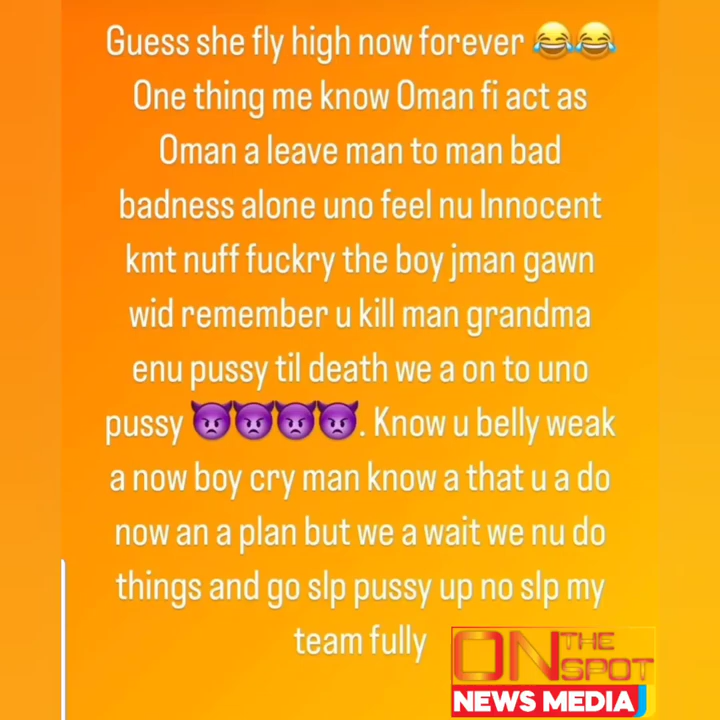 Guess she fly high now forever 😂😂
One thing me know Oman fi act as
Oman a leave man to man bad
badness alone uno feel nu Innocent
kmt nuff fuckry the boy jman gawn
wid remember u kill man grandma
enu pussy til death we a on to uno
pussy 👿👿👿👿. Know u belly weak
a now boy cry man know a that u a do
now an a plan but we a wait we nu do
things and go slp pussy up no slp my
team fully
ON THE SPOT
NEWS MEDIA